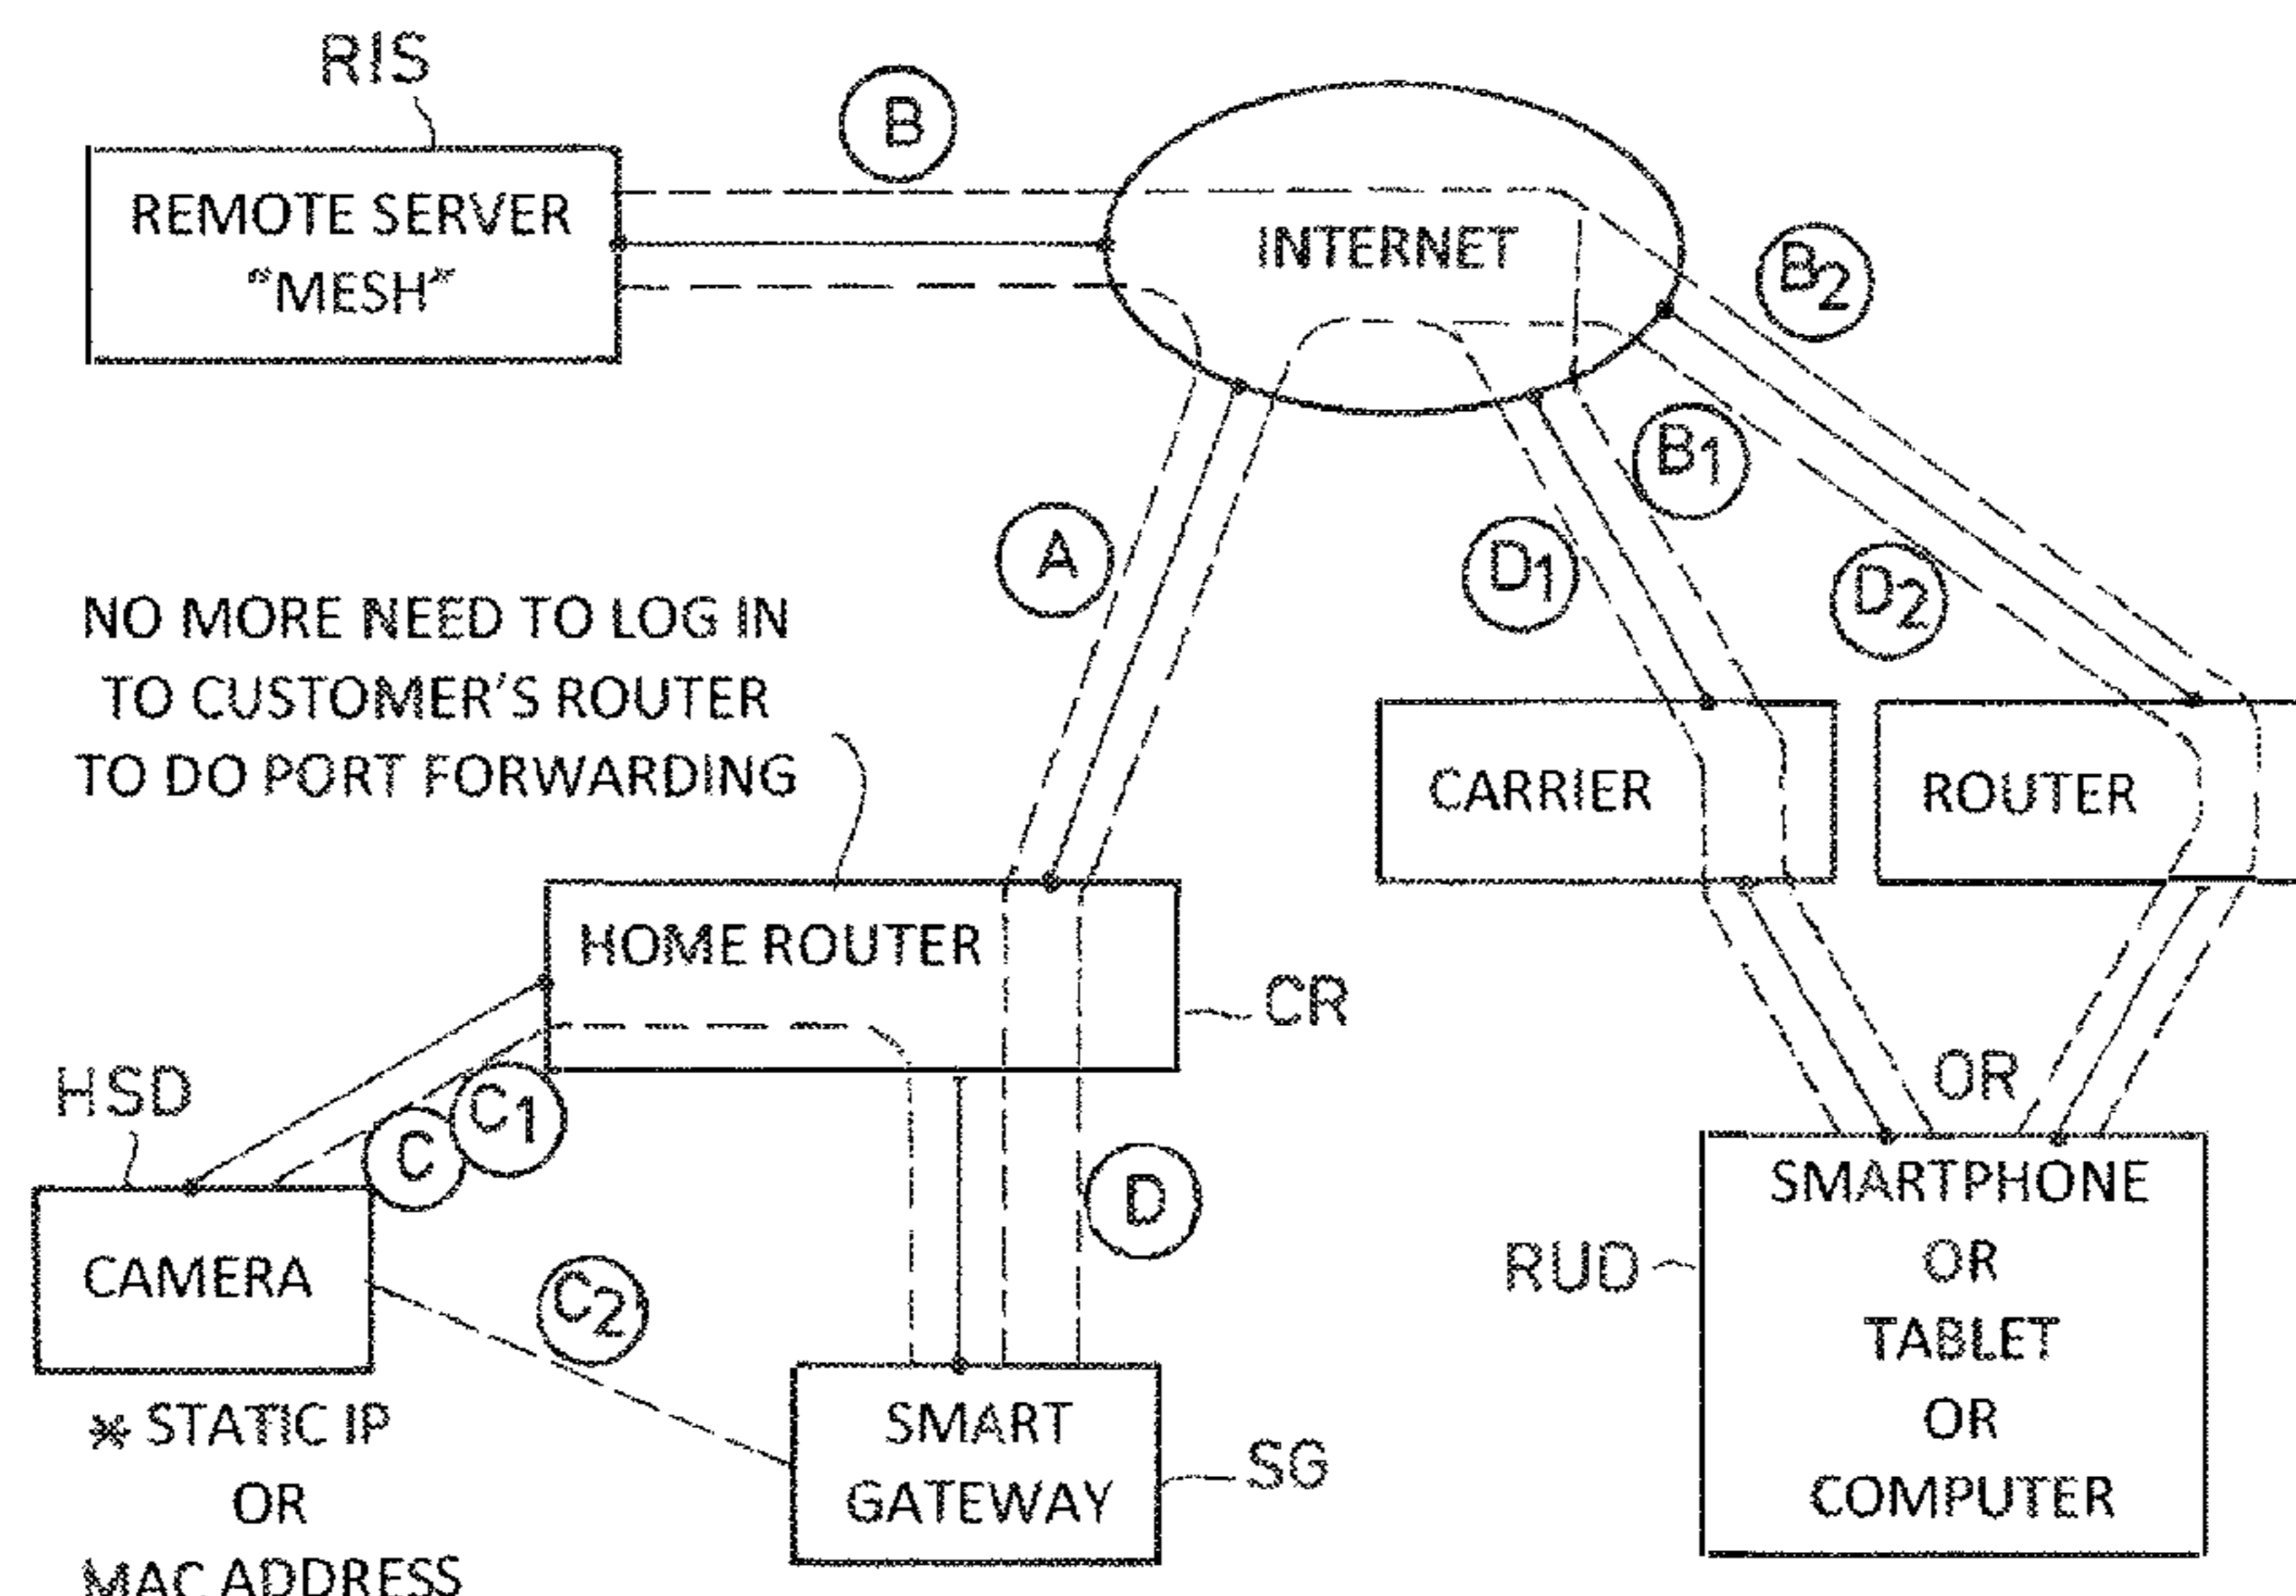 RIS
B
REMOTE SERVER
"MESH"
INTERNET
B2
B1
A
D1
D2
NO MORE NEED TO LOG IN
TO CUSTOMER'S ROUTER
TO DO PORT FORWARDING
CARRIER
ROUTER
HOME ROUTER
CR
HSD
C
C1
OR
CAMERA
C2
D
RUD
SMARTPHONE
OR
TABLET
OR
COMPUTER
* STATIC IP
OR
MAC ADDRESS
SMART
GATEWAY
SG